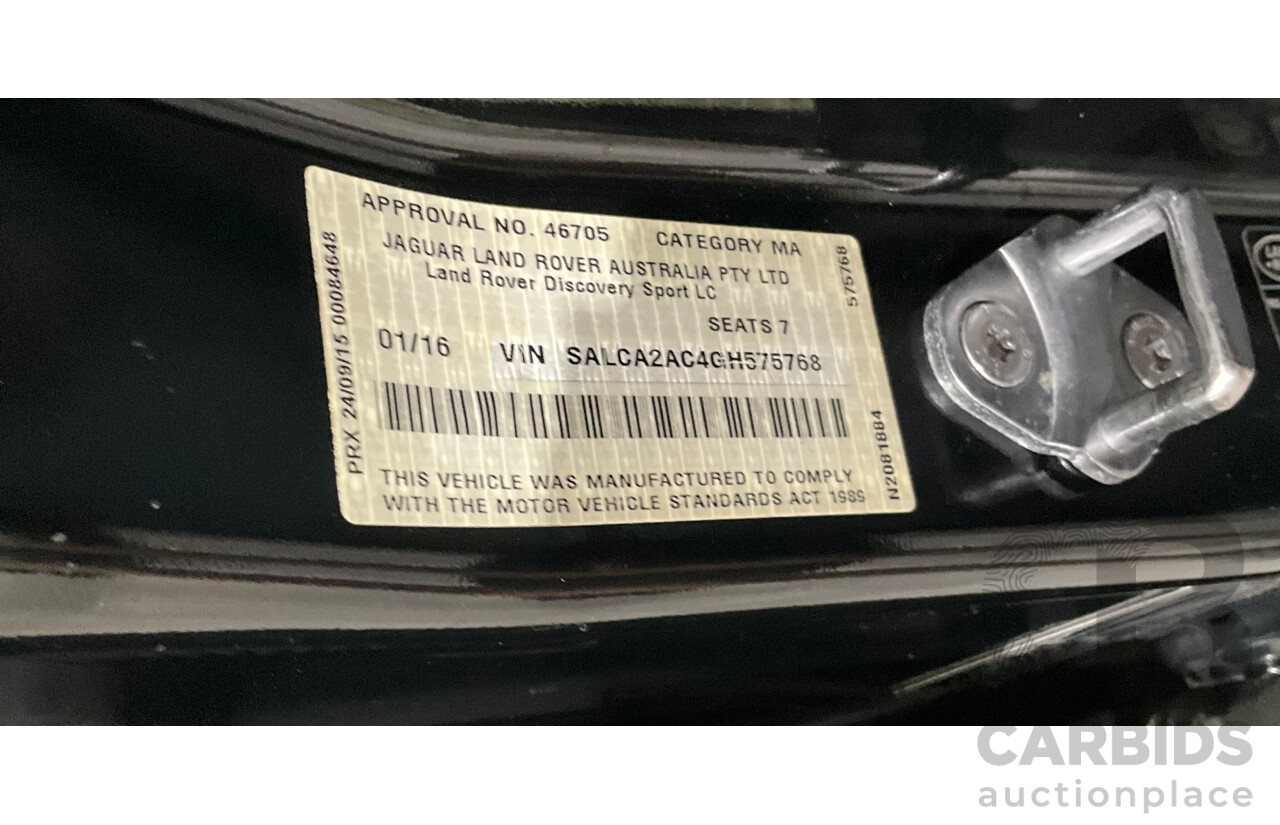 APPROVAL NO. 46705 CATEGORY MA
JAGUAR LAND ROVER AUSTRALIA PTY LTD
Land Rover Discovery Sport LC
SEATS 7
01/16 VIN SALCA2AC4GH575768
THIS VEHICLE WAS MANUFACTURED TO COMPLY
WITH THE MOTOR VEHICLE STANDARDS ACT 1989
PRX 24/09/15 00084648
575768
N2081884
CARBIDS
auctionplace